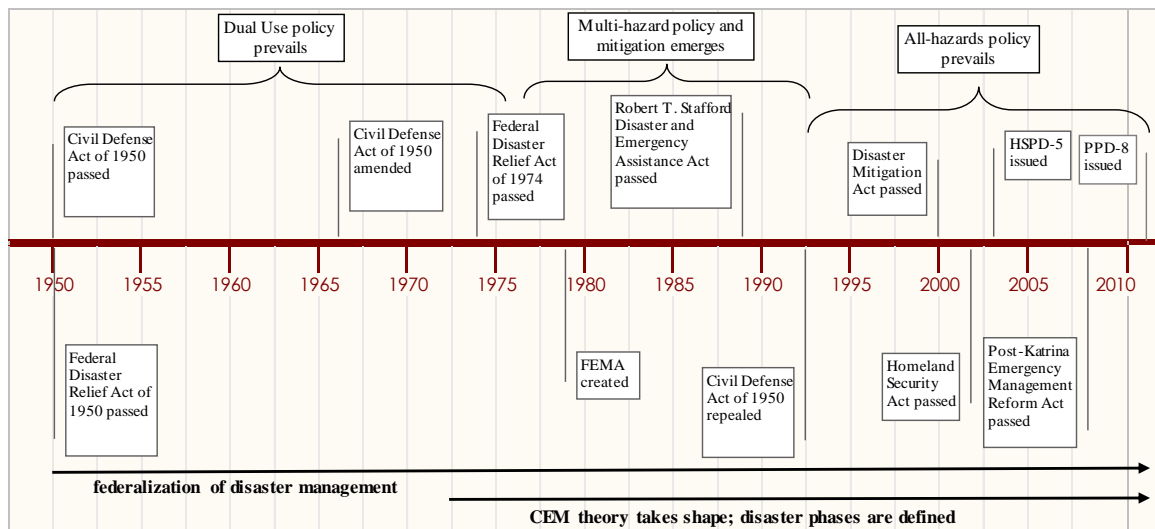 Dual Use policy
prevails
Multi-hazard policy and
mitigation emerges
All-hazards policy
prevails
Civil Defense
Act of 1950
passed
Civil Defense
Act of 1950
amended
Federal
Disaster
Relief Act
of 1974
passed
Robert T. Stafford
Disaster and
Emergency
Assistance Act
passed
Disaster
Mitigation
Act passed
HSPD-5
issued
PPD-8
issued
1950
1955
1960
1965
1970
1975
1980
1985
1990
1995
2000
2005
2010
Federal
Disaster
Relief Act of
1950 passed
FEMA
created
Civil Defense
Act of 1950
repealed
Homeland
Security
Act passed
Post-Katrina
Emergency
Management
Reform Act
passed
federalization of disaster management
CEM theory takes shape; disaster phases are defined